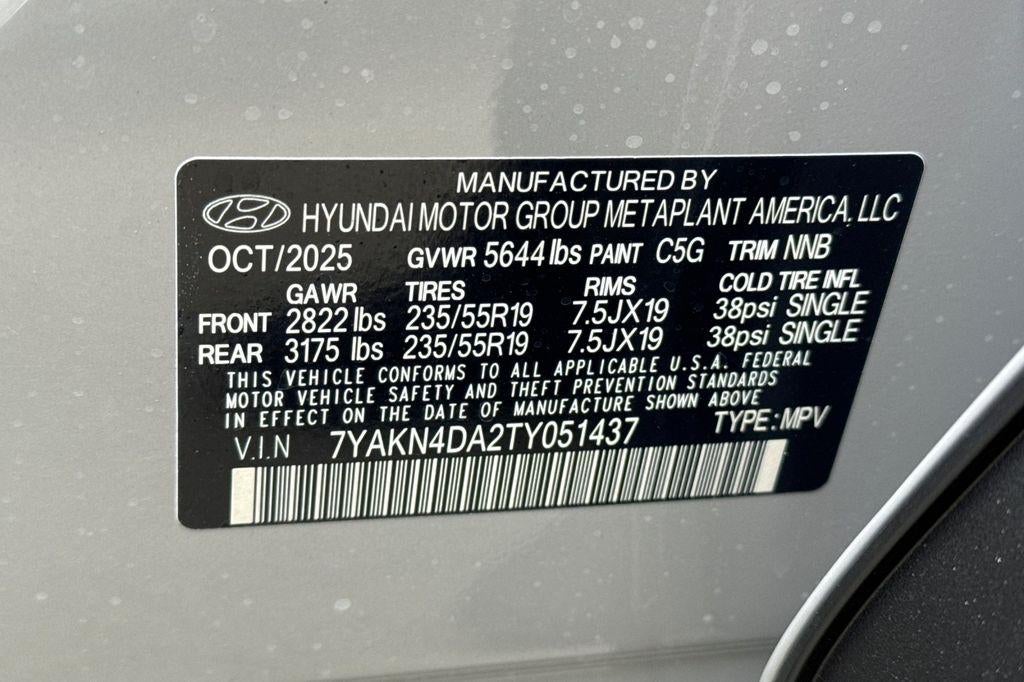 MANUFACTURED BY
HYUNDAI MOTOR GROUP METAPLANT AMERICA, LLC
OCT/2025 GVWR 5644 lbs PAINT C5G TRIM NNB
GAWR TIRES RIMS COLD TIRE INFL
FRONT 2822 lbs 235/55R19 7.5JX19 38psi SINGLE
REAR 3175 lbs 235/55R19 7.5JX19 38psi SINGLE
THIS VEHICLE CONFORMS TO ALL APPLICABLE U.S.A. FEDERAL
MOTOR VEHICLE SAFETY AND THEFT PREVENTION STANDARDS
IN EFFECT ON THE DATE OF MANUFACTURE SHOWN ABOVE
V.I.N 7YAKN4DA2TY051437 TYPE: MPV